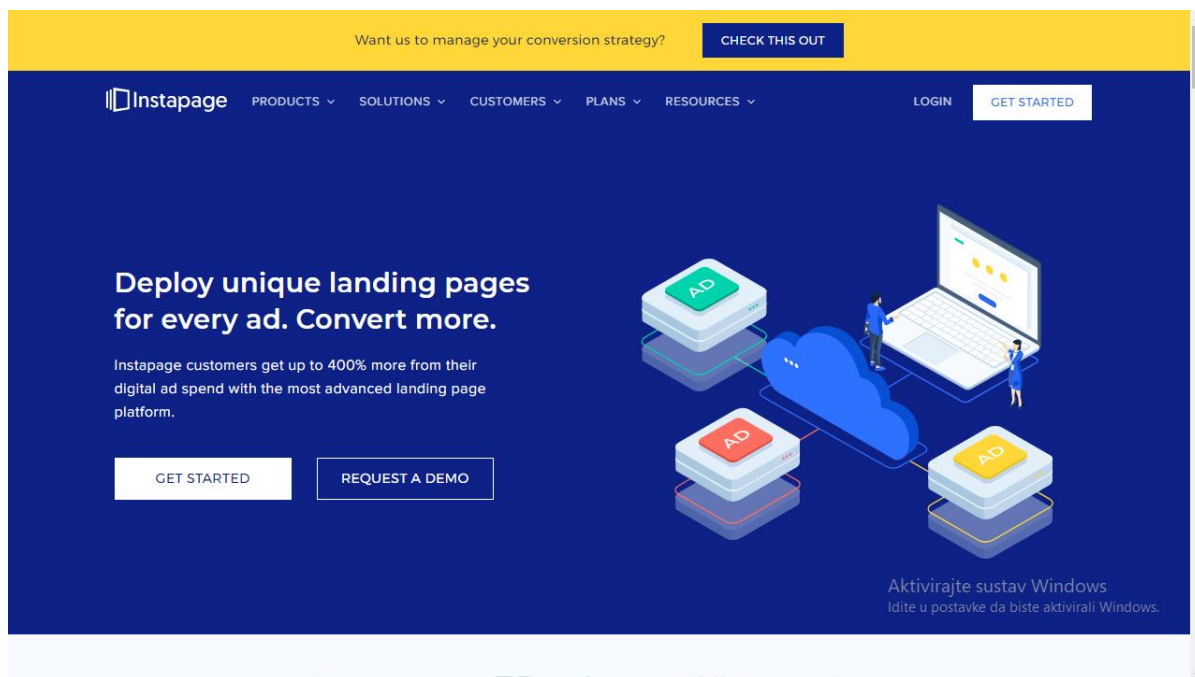 Want us to manage your conversion strategy? CHECK THIS OUT
Instapage PRODUCTS SOLUTIONS CUSTOMERS PLANS RESOURCES LOGIN GET STARTED
Deploy unique landing pages
for every ad. Convert more.
Instapage customers get up to 400% more from their
digital ad spend with the most advanced landing page
platform.
GET STARTED REQUEST A DEMO
AD
AD
AD
Aktivirajte sustav Windows
Idite u postavke da biste aktivirali Windows.